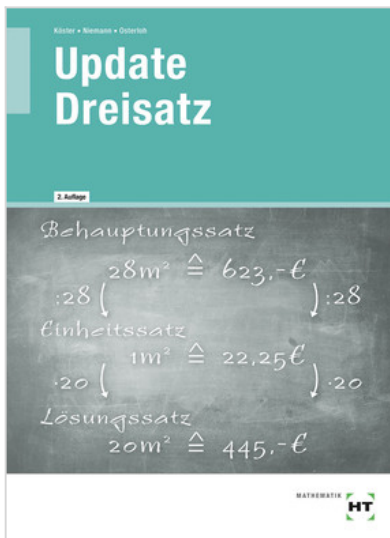 Köster • Niemann • Osterloh
Update
Dreisatz
2. Auflage
Behauptungssatz
28m² ≙ 623,-€
:28 :28
Einheitssatz
1m² ≙ 22,25€
·20 ·20
Lösungssatz
20m² ≙ 445,-€
MATHEMATIK
HT